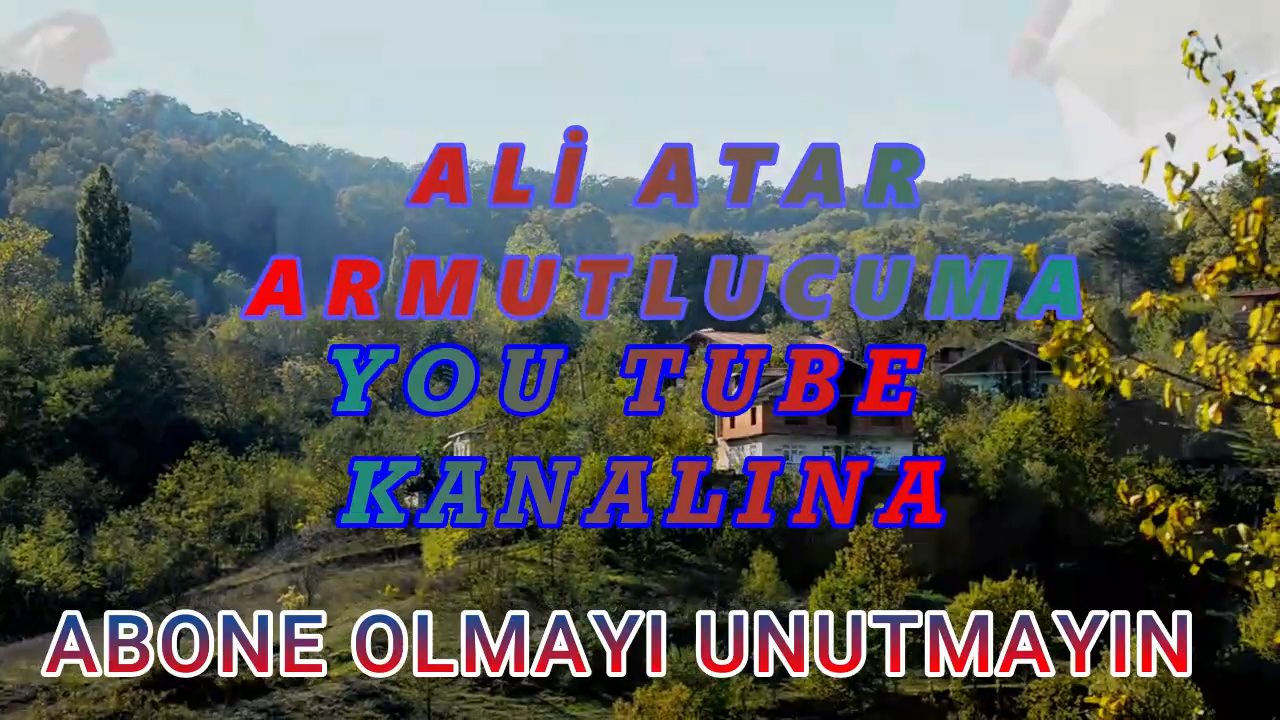 ALİ ATAR
ARMUTLUCUMA
YOU TUBE
KANALINA
ABONE OLMAYI UNUTMAYIN